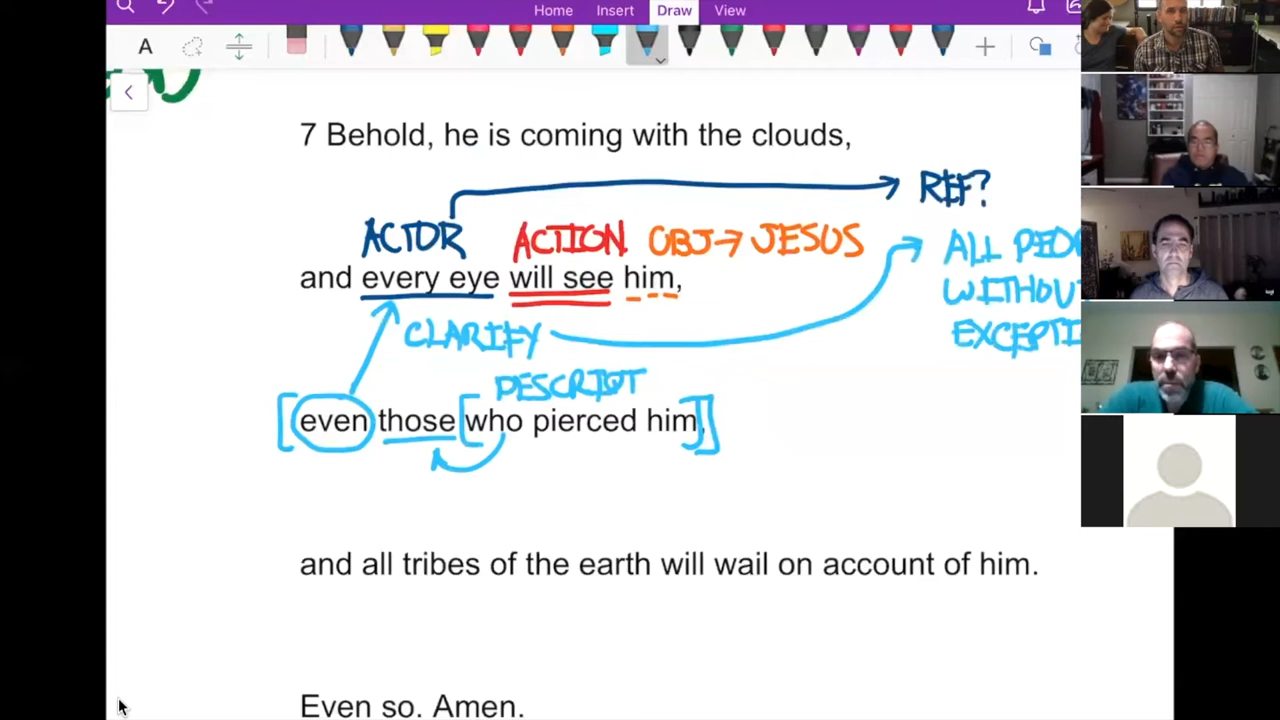 Home Insert Draw View
A
7 Behold, he is coming with the clouds,
REF?
ACTOR ACTION OBJ→JESUS
ALL
WITHOUT
and every eye will see him,
CLARIFY
DESCRIPT
even those who pierced him,
and all tribes of the earth will wail on account of him.
Even so. Amen.